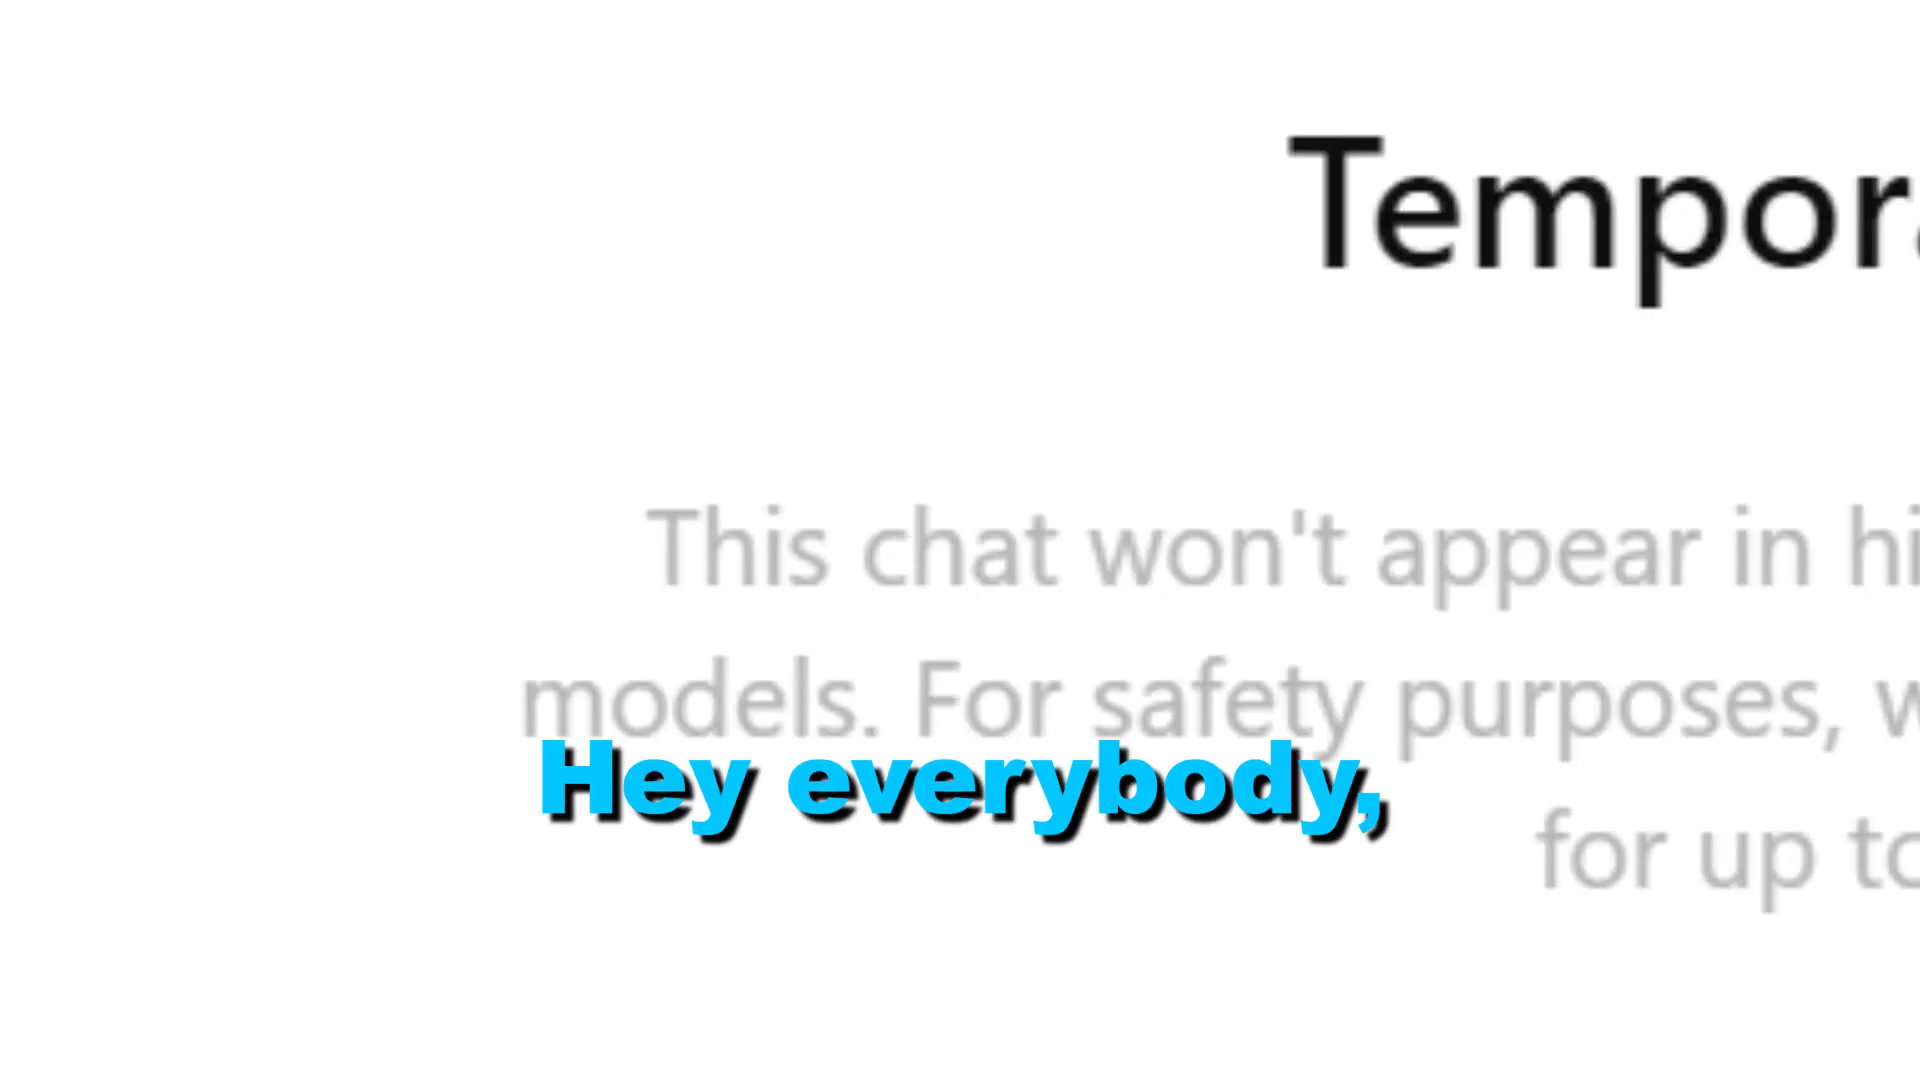 Tempor
This chat won't appear in hi
models. For safety purposes, w
Hey everybody,
for up to